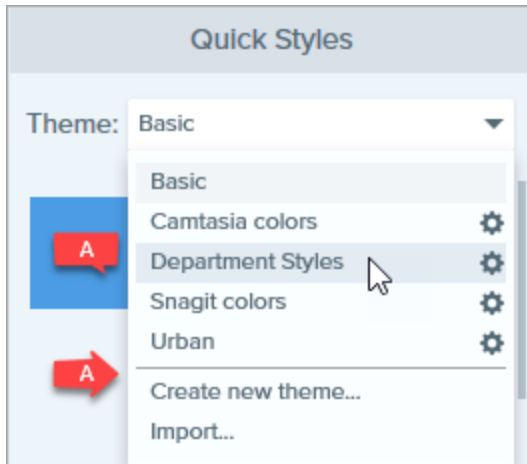 Quick Styles
Theme: Basic
Basic
Camtasia colors
A
Department Styles
Snagit colors
Urban
A
Create new theme...
Import...